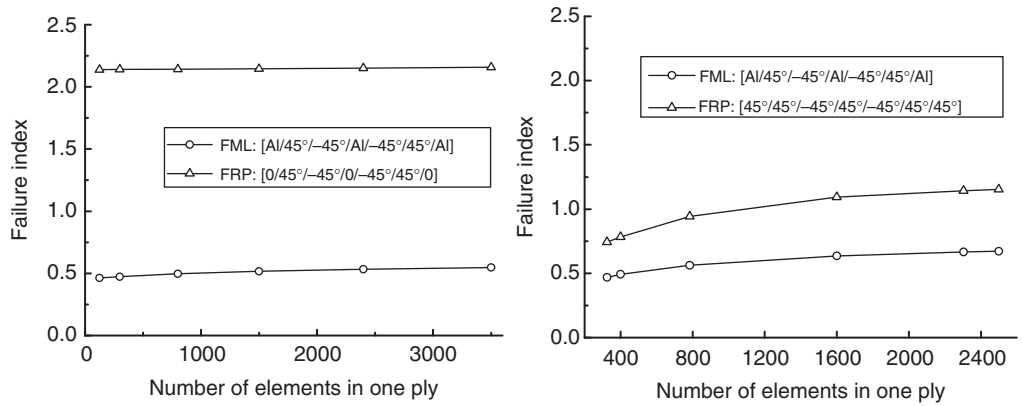 2.5
2.0
1.5
1.0
0.5
0.0
Failure index
FML: [Al/45°/–45°/Al/–45°/45°/Al]
FRP: [0/45°/–45°/0/–45°/45°/0]
0
1000
2000
3000
Number of elements in one ply
2.5
2.0
1.5
1.0
0.5
0.0
Failure index
FML: [Al/45°/–45°/Al/–45°/45°/Al]
FRP: [45°/45°/–45°/45°/–45°/45°/45°]
400
800
1200
1600
2000
2400
Number of elements in one ply